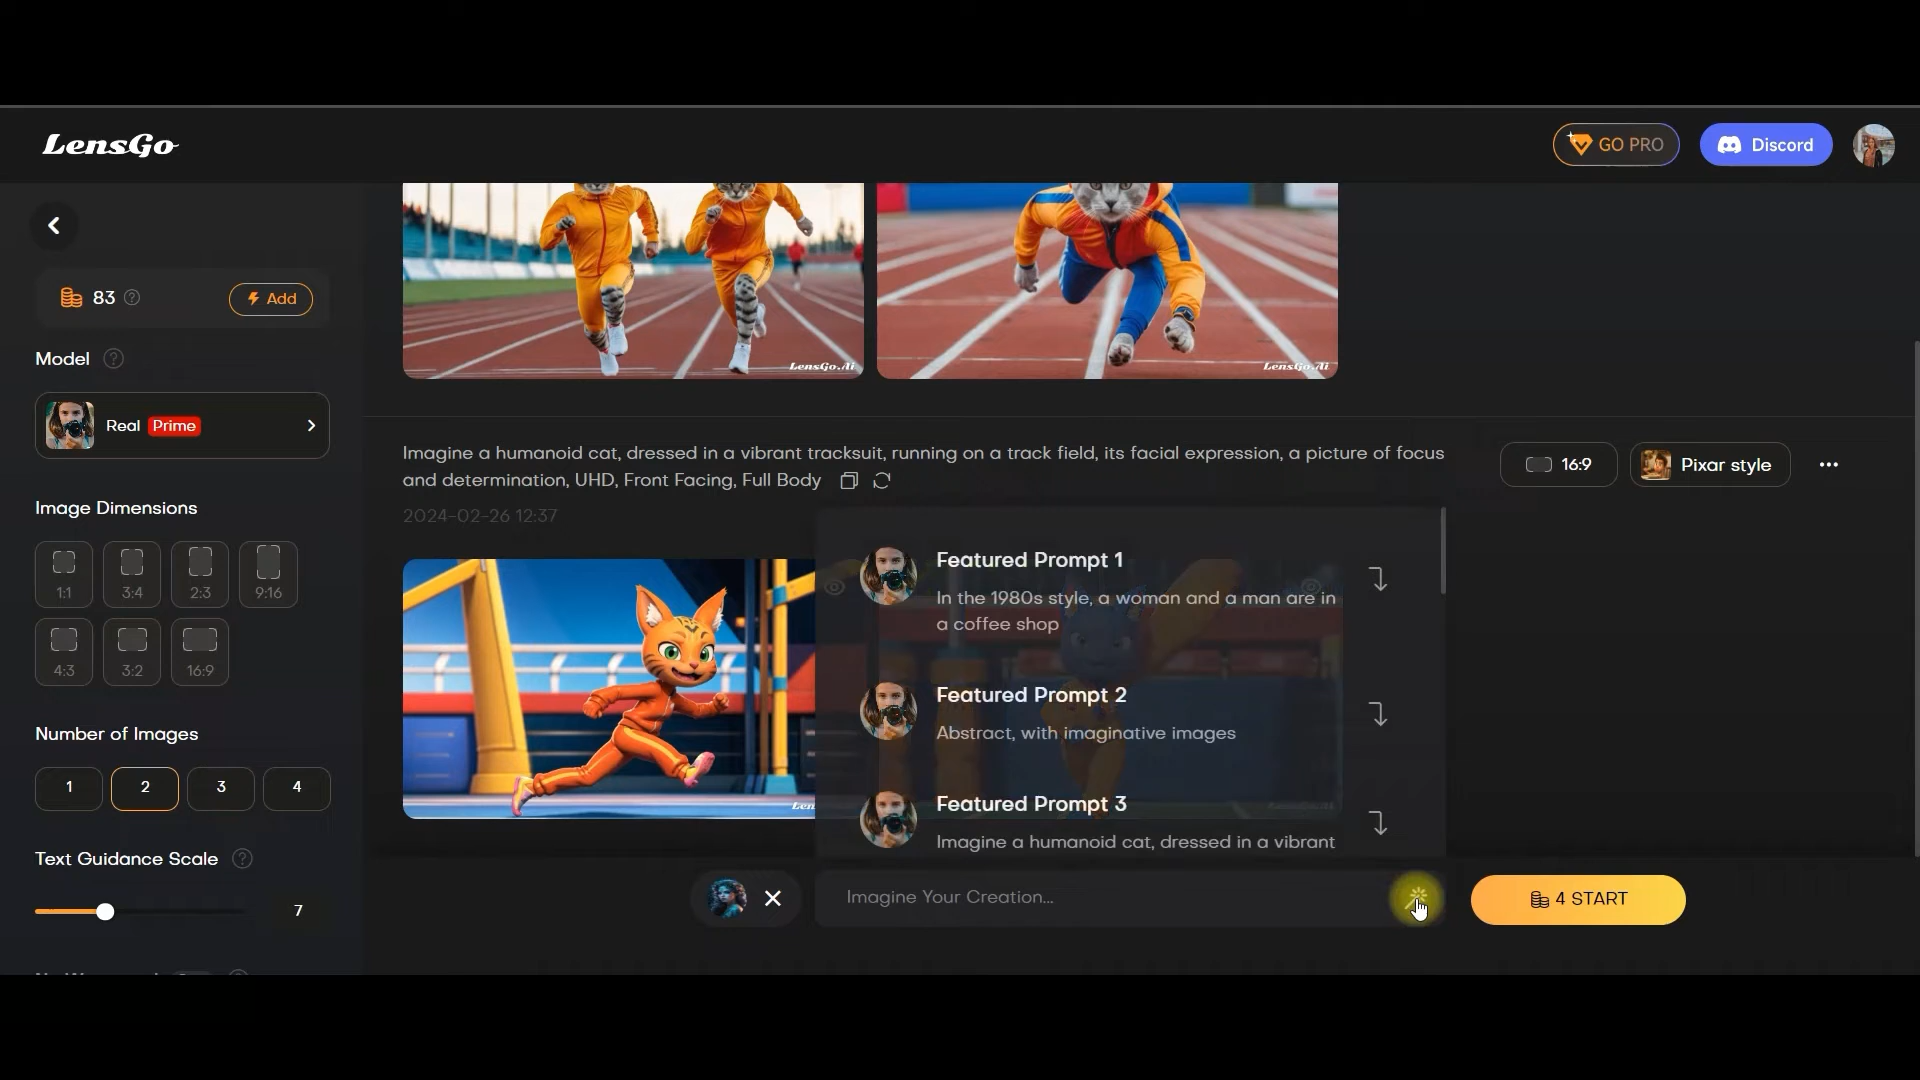 LensGo
GO PRO
Discord
83
Add
Model
Real Prime
Image Dimensions
1:1
3:4
2:3
9:16
4:3
3:2
16:9
Number of Images
1
2
3
4
Text Guidance Scale
7
LensGo.Ai
LensGo.Ai
Imagine a humanoid cat, dressed in a vibrant tracksuit, running on a track field, its facial expression, a picture of focus
and determination, UHD, Front Facing, Full Body
2024-02-26 12:37
16:9
Pixar style
Featured Prompt 1
In the 1980s style, a woman and a man are in
a coffee shop
Featured Prompt 2
Abstract, with imaginative images
Featured Prompt 3
Imagine a humanoid cat, dressed in a vibrant
Imagine Your Creation...
4 START